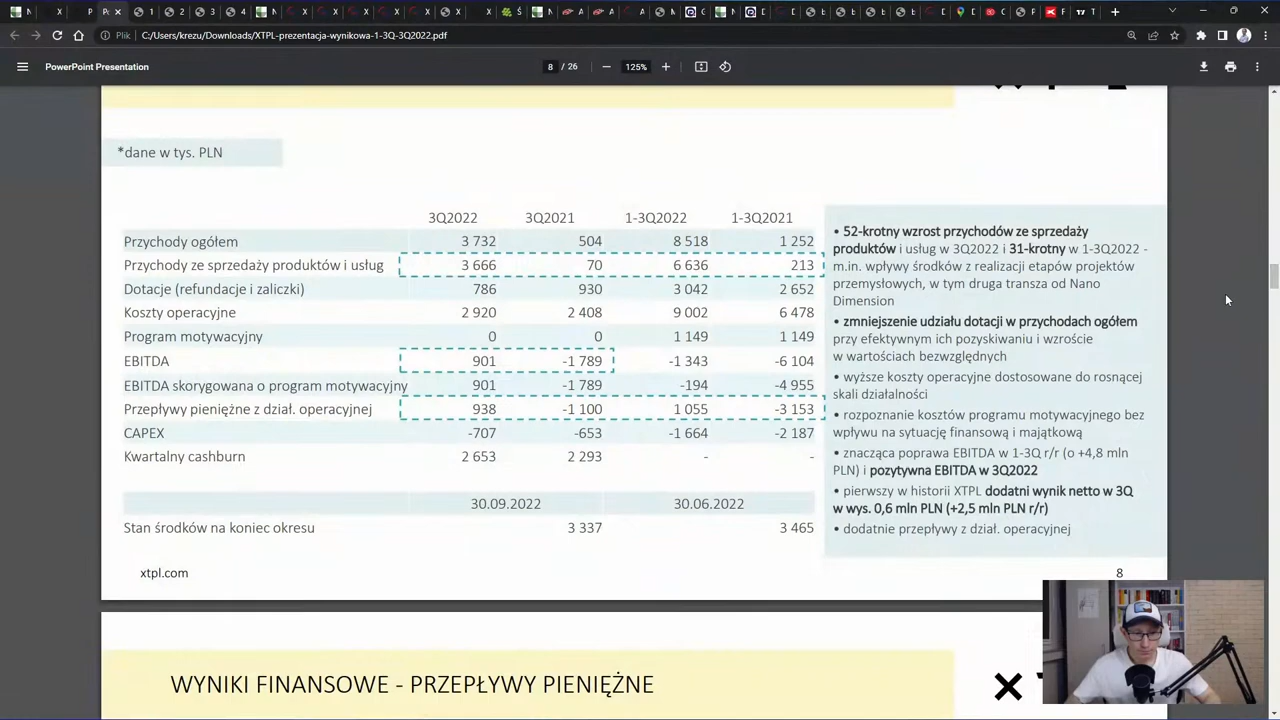 Plik C:/Users/krezu/Downloads/XTPL-prezentacja-wynikowa-1-3Q-3Q2022.pdf
PowerPoint Presentation
8 / 26
125%
*dane w tys. PLN
3Q2022 3Q2021 1-3Q2022 1-3Q2021
Przychody ogółem 3 732 504 8 518 1 252
Przychody ze sprzedaży produktów i usług 3 666 70 6 636 213
Dotacje (refundacje i zaliczki) 786 930 3 042 2 652
Koszty operacyjne 2 920 2 408 9 002 6 478
Program motywacyjny 0 0 1 149 1 149
EBITDA 901 -1 789 -1 343 -6 104
EBITDA skorygowana o program motywacyjny 901 -1 789 -194 -4 955
Przepływy pieniężne z dział. operacyjnej 938 -1 100 1 055 -3 153
CAPEX -707 -653 -1 664 -2 187
Kwartalny cashburn 2 653 2 293 - -
30.09.2022 30.06.2022
Stan środków na koniec okresu 3 337 3 465
• 52-krotny wzrost przychodów ze sprzedaży
produktów i usług w 3Q2022 i 31-krotny w 1-3Q2022 -
m.in. wpływy środków z realizacji etapów projektów
przemysłowych, w tym druga transza od Nano
Dimension
• zmniejszenie udziału dotacji w przychodach ogółem
przy efektywnym ich pozyskiwaniu i wzroście
w wartościach bezwzględnych
• wyższe koszty operacyjne dostosowane do rosnącej
skali działalności
• rozpoznanie kosztów programu motywacyjnego bez
wpływu na sytuację finansową i majątkową
• znacząca poprawa EBITDA w 1-3Q r/r (o +4,8 mln
PLN) i pozytywna EBITDA w 3Q2022
• pierwszy w historii XTPL dodatni wynik netto w 3Q
w wys. 0,6 mln PLN (+2,5 mln PLN r/r)
• dodatnie przepływy z dział. operacyjnej
xtpl.com
8
WYNIKI FINANSOWE - PRZEPŁYWY PIENIĘŻNE